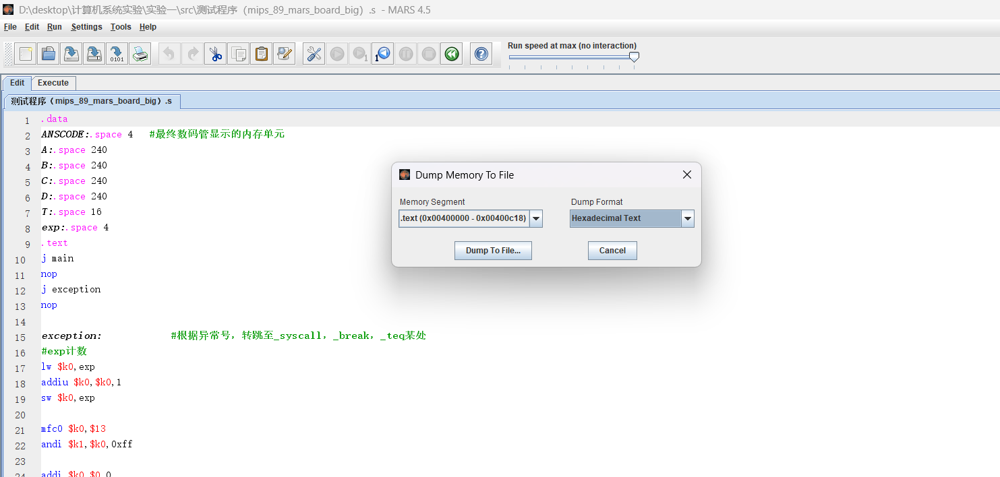 D:\desktop\计算机系统实验\实验一\src\测试程序（mips_89_mars_board_big）.s - MARS 4.5
File Edit Run Settings Tools Help
0101
1
1
Run speed at max (no interaction)
Edit Execute
测试程序（mips_89_mars_board_big）.s
1 .data
2 ANSCODE:.space 4 #最终数码管显示的内存单元
3 A:.space 240
4 B:.space 240
5 C:.space 240
6 D:.space 240
7 T:.space 16
8 exp:.space 4
9 .text
10 j main
11 nop
12 j exception
13 nop
14
15 exception: #根据异常号，转跳至_syscall，_break，_teq某处
16 #exp计数
17 lw $k0,exp
18 addiu $k0,$k0,1
19 sw $k0,exp
20
21 mfc0 $k0,$13
22 andi $k1,$k0,0xff
23
24 addi $k0,$0,0
Dump Memory To File
Memory Segment Dump Format
.text (0x00400000 - 0x00400c18) Hexadecimal Text
Dump To File... Cancel